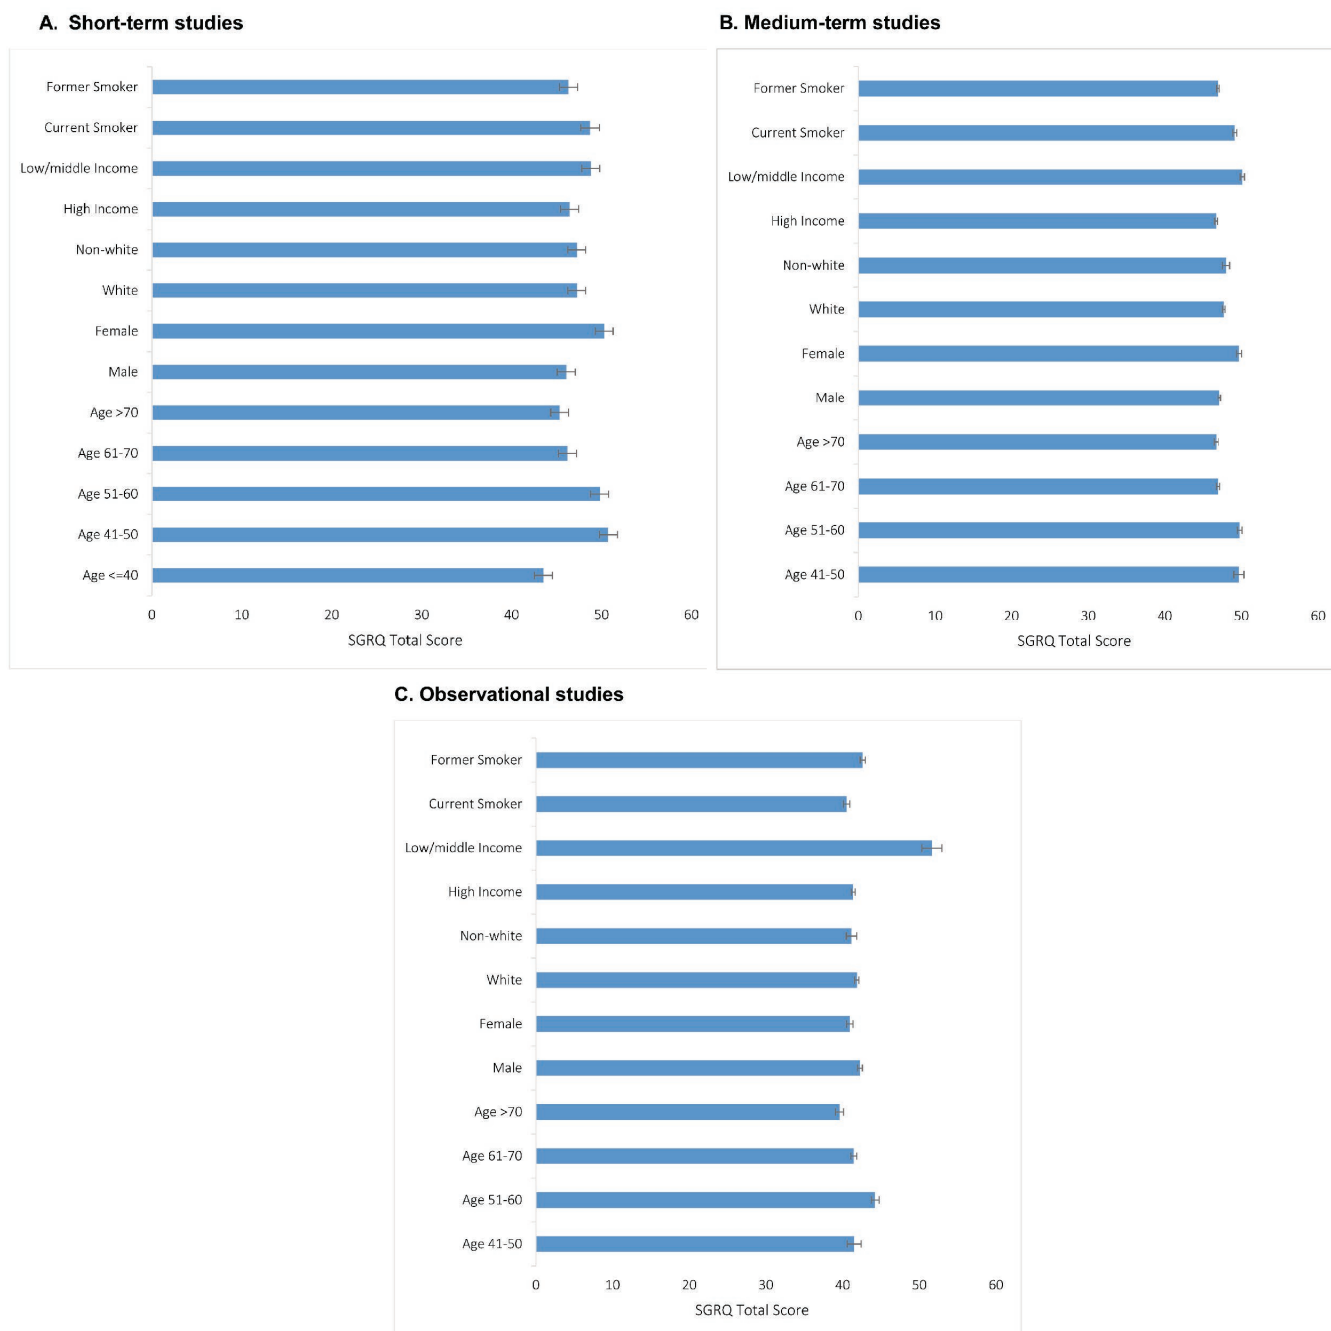 A. Short-term studies
Former Smoker
Current Smoker
Low/middle Income
High Income
Non-white
White
Female
Male
Age >70
Age 61-70
Age 51-60
Age 41-50
Age <=40
0 10 20 30 40 50 60
SGRQ Total Score
B. Medium-term studies
Former Smoker
Current Smoker
Low/middle Income
High Income
Non-white
White
Female
Male
Age >70
Age 61-70
Age 51-60
Age 41-50
0 10 20 30 40 50 60
SGRQ Total Score
C. Observational studies
Former Smoker
Current Smoker
Low/middle Income
High Income
Non-white
White
Female
Male
Age >70
Age 61-70
Age 51-60
Age 41-50
0 10 20 30 40 50 60
SGRQ Total Score